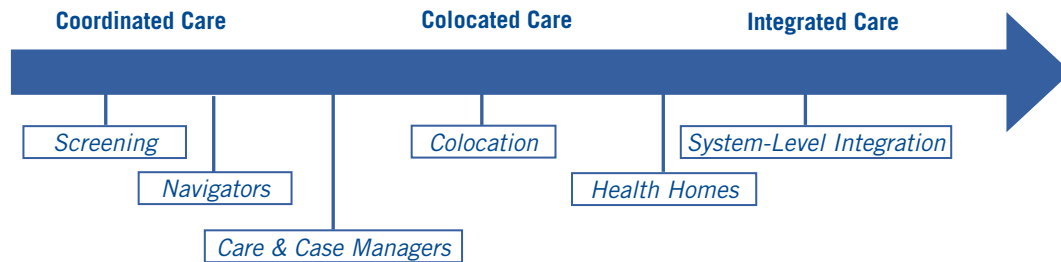 Coordinated Care
Colocated Care
Integrated Care
Screening
Colocation
System-Level Integration
Navigators
Health Homes
Care & Case Managers